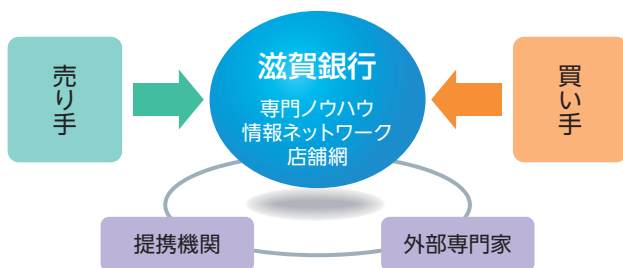 売り手
滋賀銀行
専門ノウハウ
情報ネットワーク
店舗網
買い手
提携機関
外部専門家